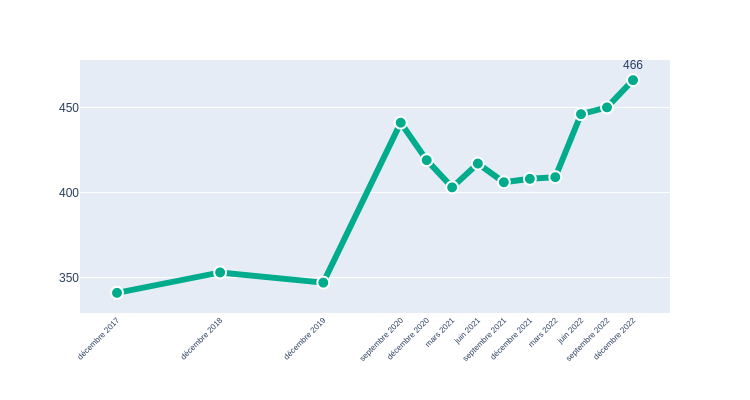 466
450
400
350
décembre 2017
décembre 2018
décembre 2019
septembre 2020
décembre 2020
mars 2021
juin 2021
septembre 2021
décembre 2021
mars 2022
juin 2022
septembre 2022
décembre 2022